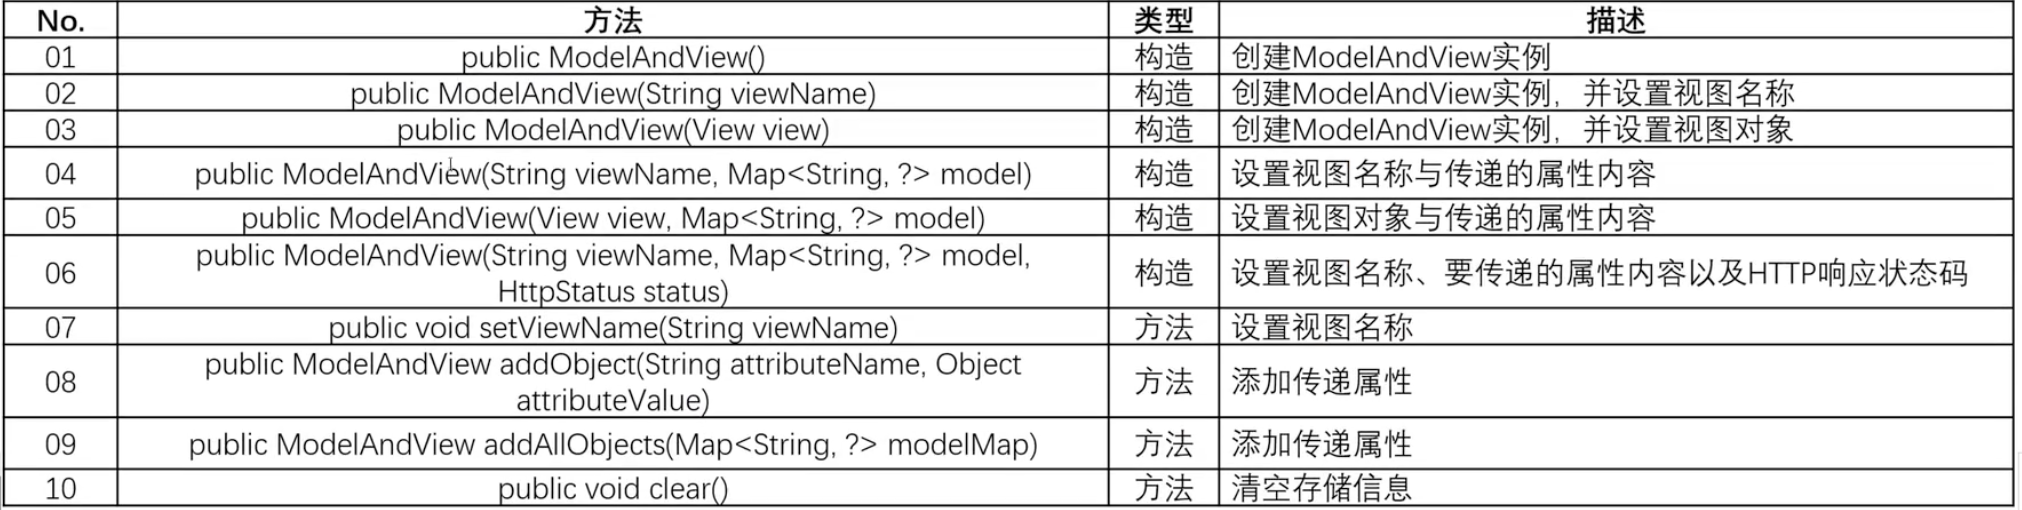 No. 方法 类型 描述
01 public ModelAndView() 构造 创建ModelAndView实例
02 public ModelAndView(String viewName) 构造 创建ModelAndView实例，并设置视图名称
03 public ModelAndView(View view) 构造 创建ModelAndView实例，并设置视图对象
04 public ModelAndView(String viewName, Map<String, ?> model) 构造 设置视图名称与传递的属性内容
05 public ModelAndView(View view, Map<String, ?> model) 构造 设置视图对象与传递的属性内容
06 public ModelAndView(String viewName, Map<String, ?> model,
HttpStatus status) 构造 设置视图名称、要传递的属性内容以及HTTP响应状态码
07 public void setViewName(String viewName) 方法 设置视图名称
08 public ModelAndView addObject(String attributeName, Object
attributeValue) 方法 添加传递属性
09 public ModelAndView addAllObjects(Map<String, ?> modelMap) 方法 添加传递属性
10 public void clear() 方法 清空存储信息